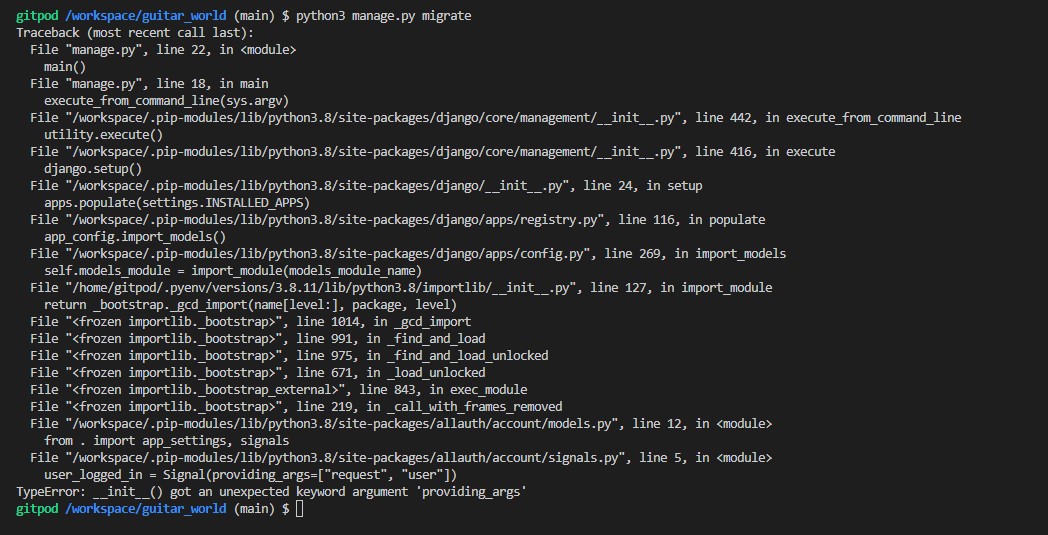 gitpod /workspace/guitar_world (main) $ python3 manage.py migrate
Traceback (most recent call last):
  File "manage.py", line 22, in <module>
    main()
  File "manage.py", line 18, in main
    execute_from_command_line(sys.argv)
  File "/workspace/.pip-modules/lib/python3.8/site-packages/django/core/management/__init__.py", line 442, in execute_from_command_line
    utility.execute()
  File "/workspace/.pip-modules/lib/python3.8/site-packages/django/core/management/__init__.py", line 416, in execute
    django.setup()
  File "/workspace/.pip-modules/lib/python3.8/site-packages/django/__init__.py", line 24, in setup
    apps.populate(settings.INSTALLED_APPS)
  File "/workspace/.pip-modules/lib/python3.8/site-packages/django/apps/registry.py", line 116, in populate
    app_config.import_models()
  File "/workspace/.pip-modules/lib/python3.8/site-packages/django/apps/config.py", line 269, in import_models
    self.models_module = import_module(models_module_name)
  File "/home/gitpod/.pyenv/versions/3.8.11/lib/python3.8/importlib/__init__.py", line 127, in import_module
    return _bootstrap._gcd_import(name[level:], package, level)
  File "<frozen importlib._bootstrap>", line 1014, in _gcd_import
  File "<frozen importlib._bootstrap>", line 991, in _find_and_load
  File "<frozen importlib._bootstrap>", line 975, in _find_and_load_unlocked
  File "<frozen importlib._bootstrap>", line 671, in _load_unlocked
  File "<frozen importlib._bootstrap_external>", line 843, in exec_module
  File "<frozen importlib._bootstrap>", line 219, in _call_with_frames_removed
  File "/workspace/.pip-modules/lib/python3.8/site-packages/allauth/account/models.py", line 12, in <module>
    from . import app_settings, signals
  File "/workspace/.pip-modules/lib/python3.8/site-packages/allauth/account/signals.py", line 5, in <module>
    user_logged_in = Signal(providing_args=["request", "user"])
TypeError: __init__() got an unexpected keyword argument 'providing_args'
gitpod /workspace/guitar_world (main) $